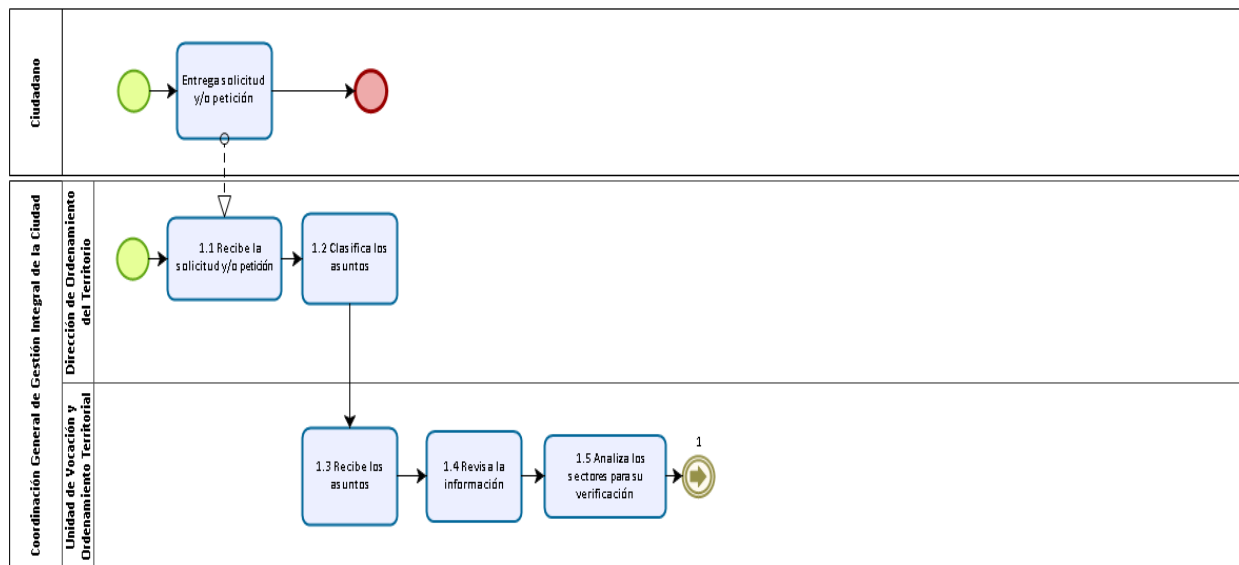 Ciudadano
Entrega solicitud
y/o petición
Coordinación General de Gestión Integral de la Ciudad
Dirección de Ordenamiento
del Territorio
1.1 Recibe la
solicitud y/o petición
1.2 Clasifica los
asuntos
Unidad de Vocación y
Ordenamiento Territorial
1.3 Recibe los
asuntos
1.4 Revisa la
información
1.5 Analiza los
sectores para su
verificación
1